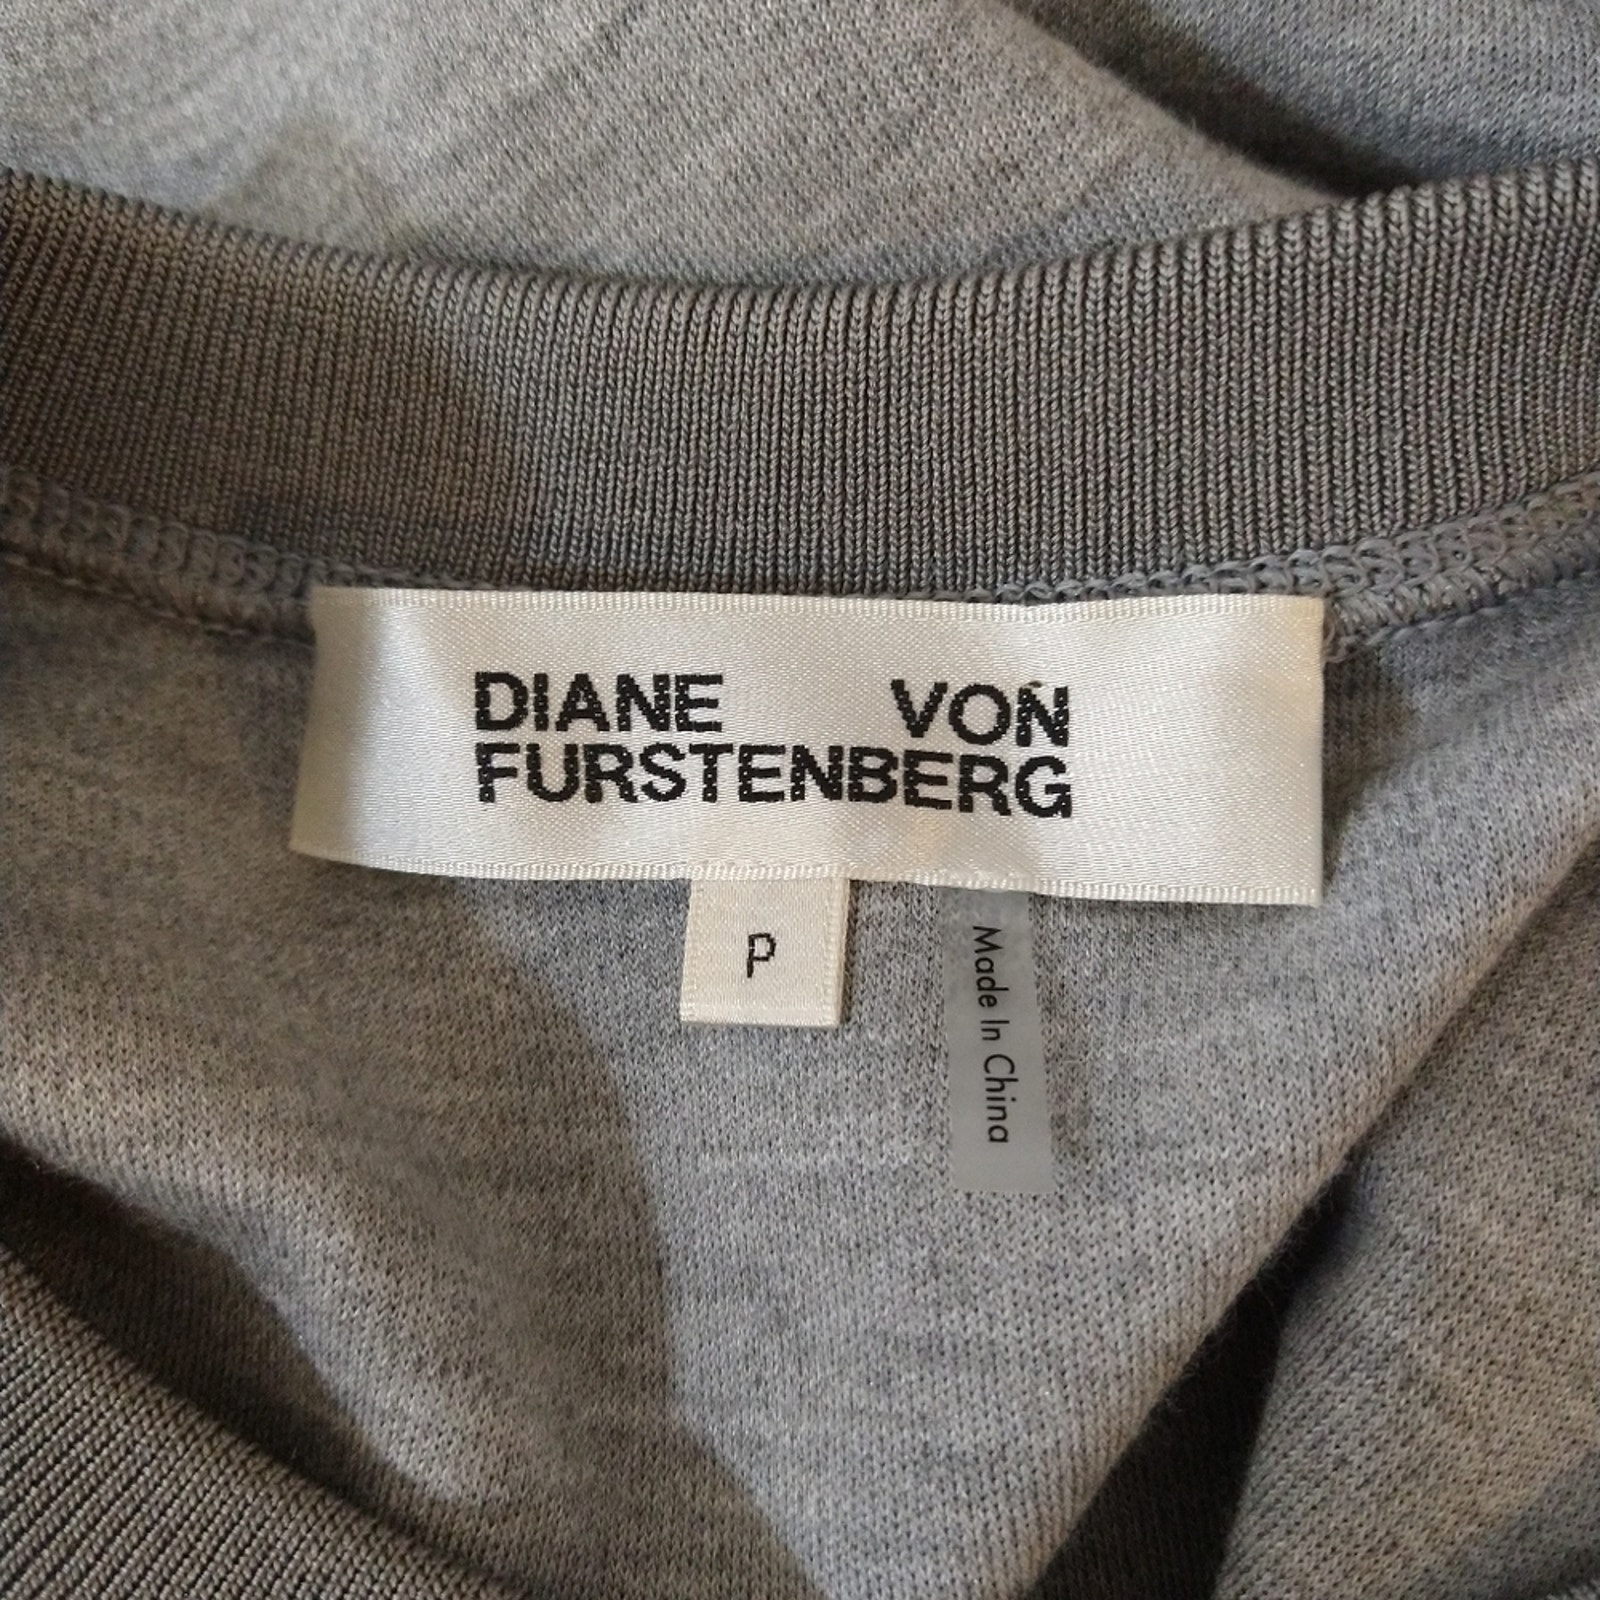 DIANE VON
FURSTENBERG
P
Made In China